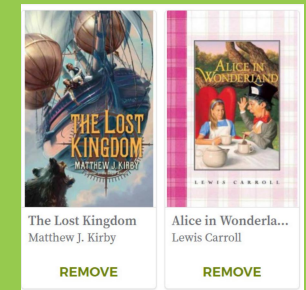 THE LOST
KINGDOM
MATTHEW J. KIRBY
The Lost Kingdom
Matthew J. Kirby
REMOVE
ALICE IN
WONDERLAND
LEWIS CARROLL
Alice in Wonderla...
Lewis Carroll
REMOVE